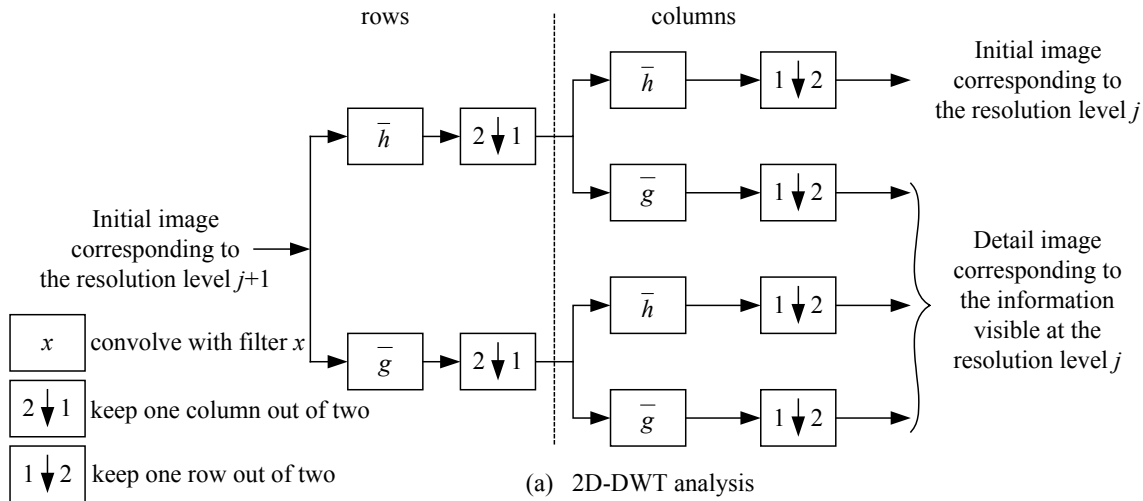 rows
columns
h̅
1 ↓ 2
Initial image
corresponding to
the resolution level j
h̅
2 ↓ 1
g̅
1 ↓ 2
Initial image
corresponding to
the resolution level j+1
Detail image
corresponding to
the information
visible at the
resolution level j
h̅
1 ↓ 2
g̅
2 ↓ 1
g̅
1 ↓ 2
x convolve with filter x
2 ↓ 1 keep one column out of two
1 ↓ 2 keep one row out of two
(a) 2D-DWT analysis